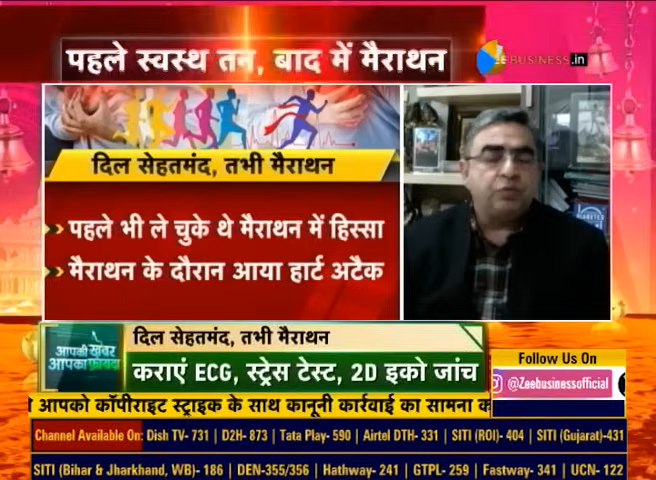 पहले स्वस्थ तन, बाद में मैराथन
ZEEBUSINESS.in
दिल सेहतमंद, तभी मैराथन
>> पहले भी ले चुके थे मैराथन में हिस्सा
>> मैराथन के दौरान आया हार्ट अटैक
आपकी खबर
आपका फ़ायदा
दिल सेहतमंद, तभी मैराथन
कराएं ECG, स्ट्रेस टेस्ट, 2D इको जांच
Follow Us On
@Zeebusinessofficial
आपको कॉपीराइट स्ट्राइक के साथ कानूनी कार्रवाई का सामना
Channel Available On: Dish TV- 731 | D2H- 873 | Tata Play- 590 | Airtel DTH- 331 | SITI (ROI)- 404 | SITI (Gujarat)-431
SITI (Bihar & Jharkhand, WB)- 186 | DEN-355/356 | Hathway- 241 | GTPL- 259 | Fastway- 341 | UCN- 122